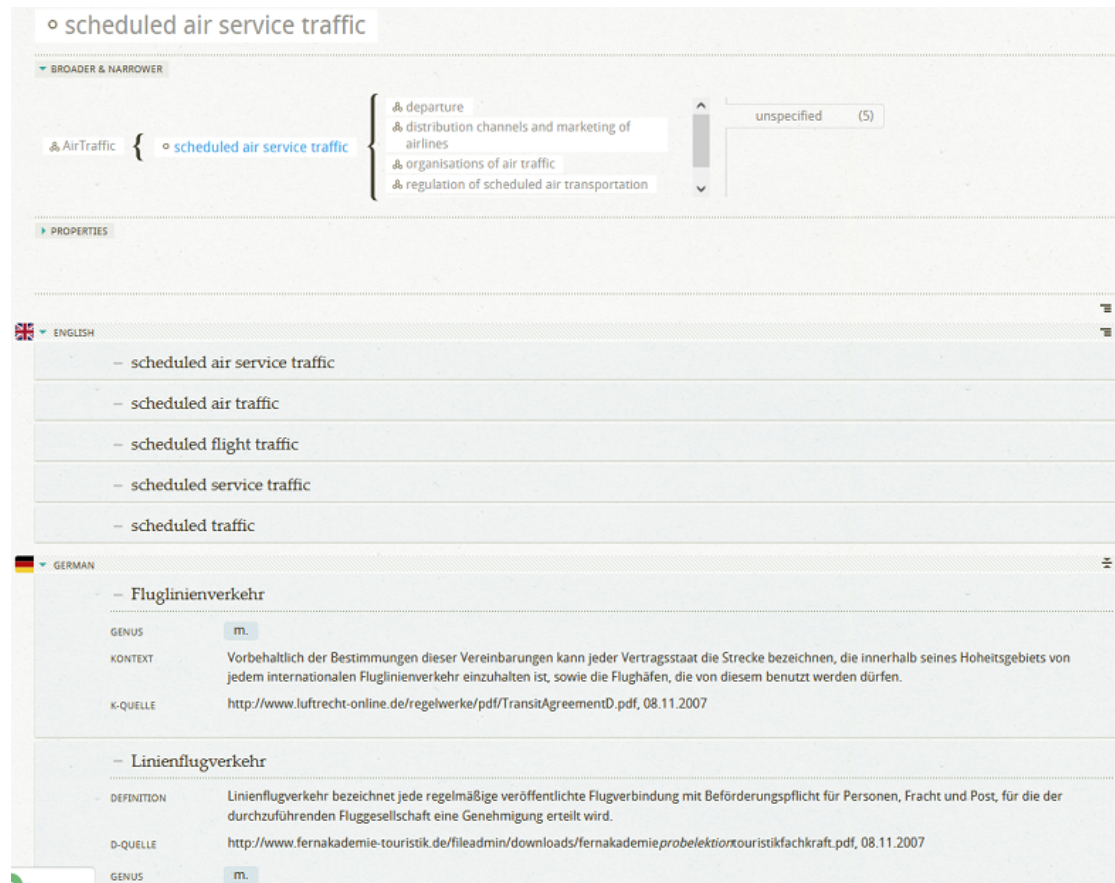 scheduled air service traffic
BROADER & NARROWER
AirTraffic
scheduled air service traffic
departure
distribution channels and marketing of
airlines
organisations of air traffic
regulation of scheduled air transportation
unspecified (5)
PROPERTIES
ENGLISH
– scheduled air service traffic
– scheduled air traffic
– scheduled flight traffic
– scheduled service traffic
– scheduled traffic
GERMAN
– Fluglinienverkehr
GENUS m.
KONTEXT Vorbehaltlich der Bestimmungen dieser Vereinbarungen kann jeder Vertragsstaat die Strecke bezeichnen, die innerhalb seines Hoheitsgebiets von
jedem internationalen Fluglinienverkehr einzuhalten ist, sowie die Flughäfen, die von diesem benutzt werden dürfen.
K-QUELLE http://www.luftrecht-online.de/regelwerke/pdf/TransitAgreementD.pdf, 08.11.2007
– Linienflugverkehr
DEFINITION Linienflugverkehr bezeichnet jede regelmäßige veröffentlichte Flugverbindung mit Beförderungspflicht für Personen, Fracht und Post, für die der
durchzuführenden Fluggesellschaft eine Genehmigung erteilt wird.
D-QUELLE http://www.fernakademie-touristik.de/fileadmin/downloads/fernakademieprobelektiontouristikfachkraft.pdf, 08.11.2007
GENUS m.